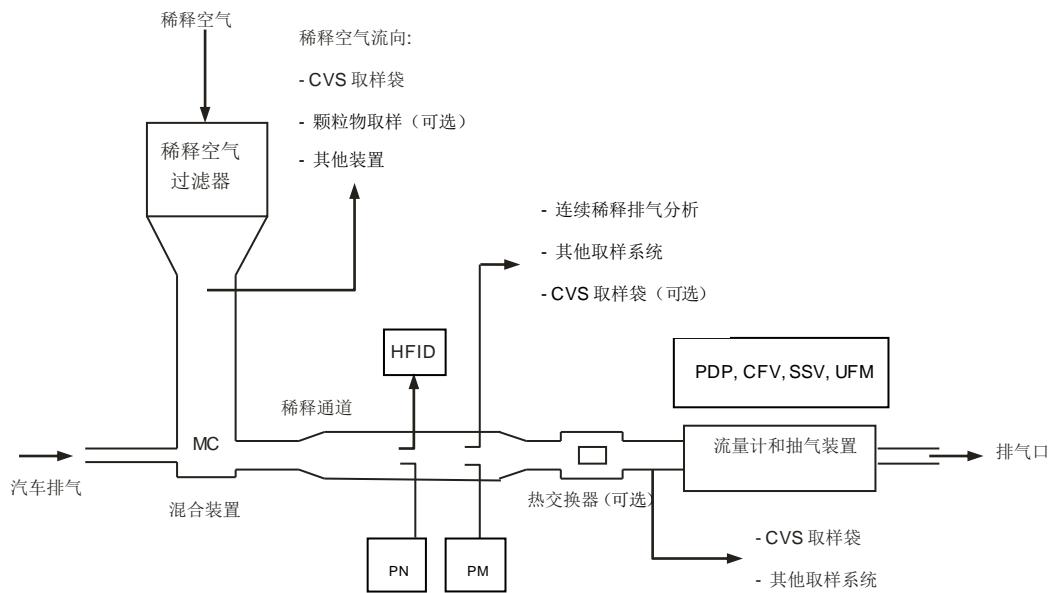 稀释空气
稀释空气流向:
- CVS 取样袋
- 颗粒物取样（可选）
- 其他装置
稀释空气
过滤器
- 连续稀释排气分析
- 其他取样系统
- CVS 取样袋（可选）
HFID
PDP, CFV, SSV, UFM
稀释通道
MC
流量计和抽气装置
排气口
汽车排气
混合装置
热交换器（可选）
PN
PM
- CVS 取样袋
- 其他取样系统